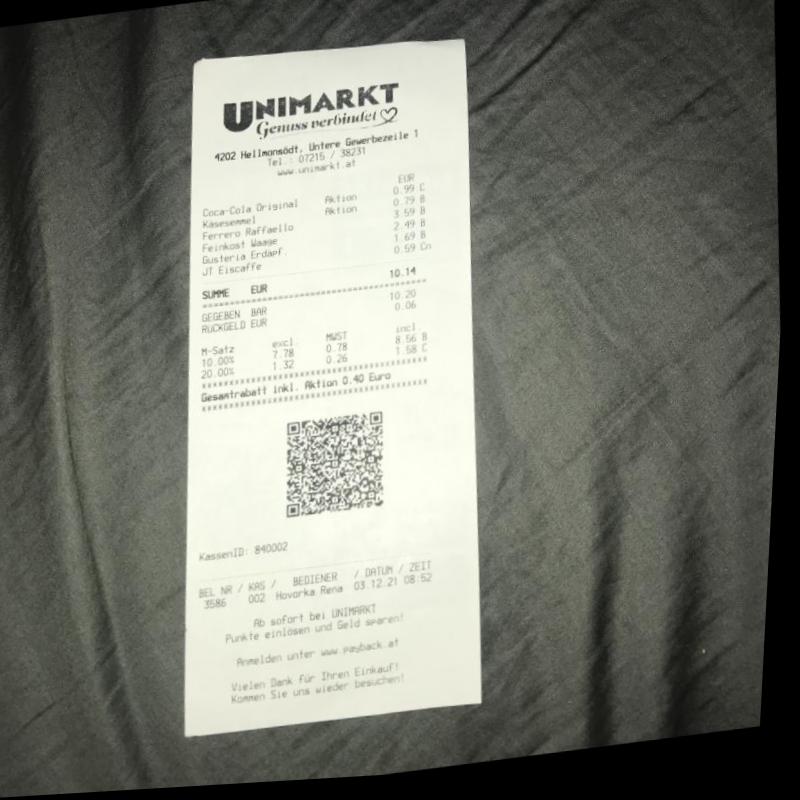 UNIMARKT
Genuss verbindet
4202 Hellmonsödt, Untere Gewerbezeile 1
Tel.: 07215 / 38231
www.unimarkt.at
EUR
Coca-Cola Original Aktion 0.99 C
Käsesemmel Aktion 0.79 B
Ferrero Raffaello 3.59 B
Feinkost Waage 2.49 B
Gusteria Erdäpf. 1.69 B
JT Eiscaffe 0.59 Cn
SUMME EUR 10.14
GEGEBEN BAR 10.20
RÜCKGELD EUR 0.06
M-Satz excl. MWST incl.
10.00% 7.78 0.78 8.56 B
20.00% 1.32 0.26 1.58 C
Gesamtrabatt inkl. Aktion 0.40 Euro
KassenID: 840002
BEL NR / KAS / BEDIENER / DATUM / ZEIT
3586 002 Hovorka Rena 03.12.21 08:52
Ab sofort bei UNIMARKT
Punkte einlösen und Geld sparen!
Anmelden unter www.payback.at
Vielen Dank für Ihren Einkauf!
Kommen Sie uns wieder besuchen!